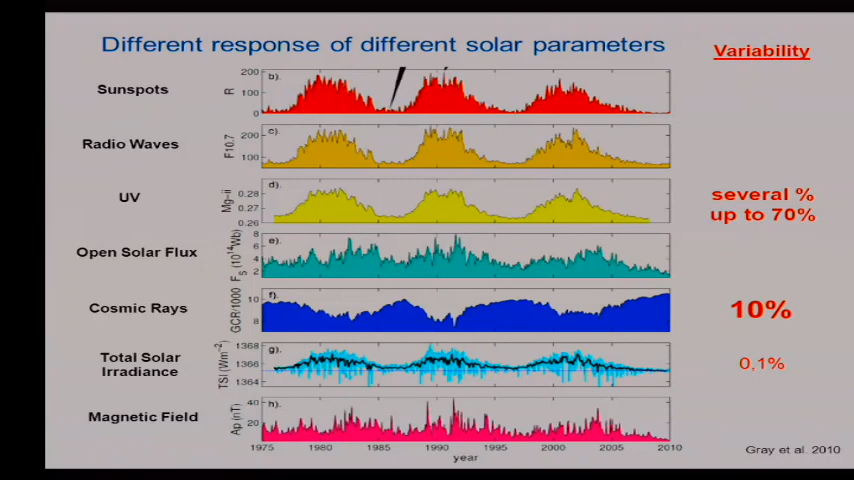 Different response of different solar parameters
Variability
Sunspots
R
200
100
0
b).
Radio Waves
F10.7
200
100
c).
UV
Mg-ii
0.28
0.27
0.26
d).
several %
up to 70%
Open Solar Flux
F_S (10^14 Wb)
8
6
4
2
e).
Cosmic Rays
GCR/1000
10
8
f).
10%
Total Solar
Irradiance
TSI (Wm^-2)
1368
1366
1364
g).
0,1%
Magnetic Field
Ap (nT)
40
20
h).
1975 1980 1985 1990 1995 2000 2005 2010
year
Gray et al. 2010